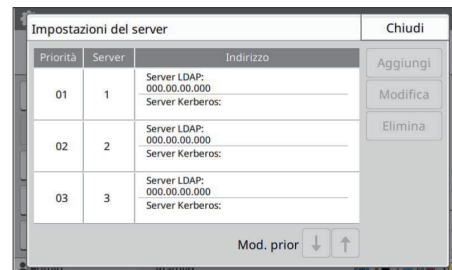 Impostazioni del server
Chiudi
Priorità Server Indirizzo
Aggiungi
Modifica
Elimina
01 1 Server LDAP:
000.00.00.000
Server Kerberos:
02 2 Server LDAP:
000.00.00.000
Server Kerberos:
03 3 Server LDAP:
000.00.00.000
Server Kerberos:
Mod. prior